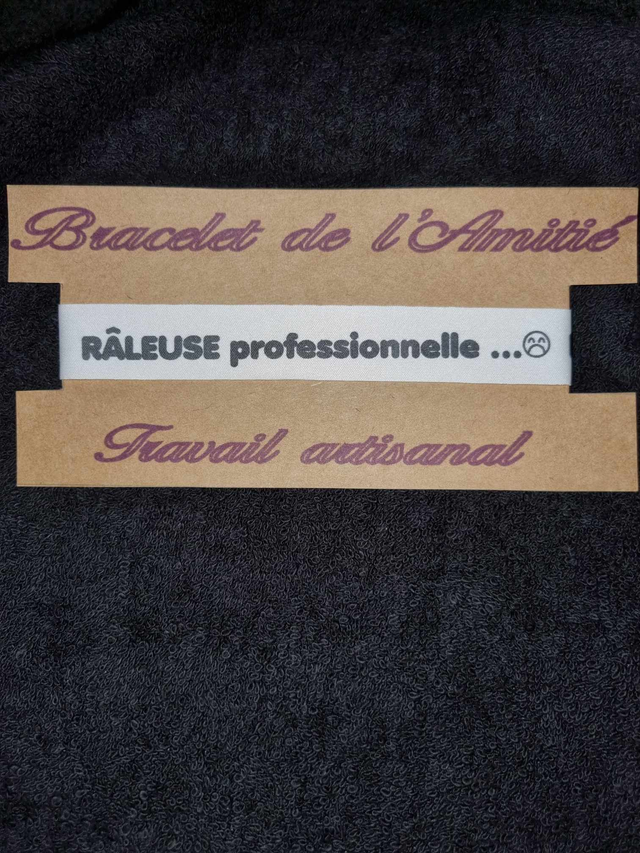 Bracelet de l'Amitié
RÂLEUSE professionnelle ...☹
Travail artisanal